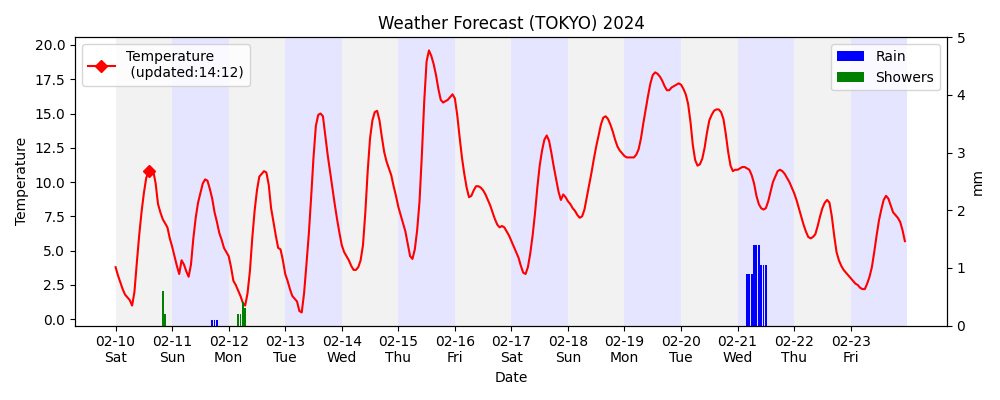 Weather Forecast (TOKYO) 2024
Temperature
(updated:14:12)
Rain
Showers
Temperature
20.0
17.5
15.0
12.5
10.0
7.5
5.0
2.5
0.0
5
4
3
2
1
0
mm
02-10 02-11 02-12 02-13 02-14 02-15 02-16 02-17 02-18 02-19 02-20 02-21 02-22 02-23
Sat Sun Mon Tue Wed Thu Fri Sat Sun Mon Tue Wed Thu Fri
Date